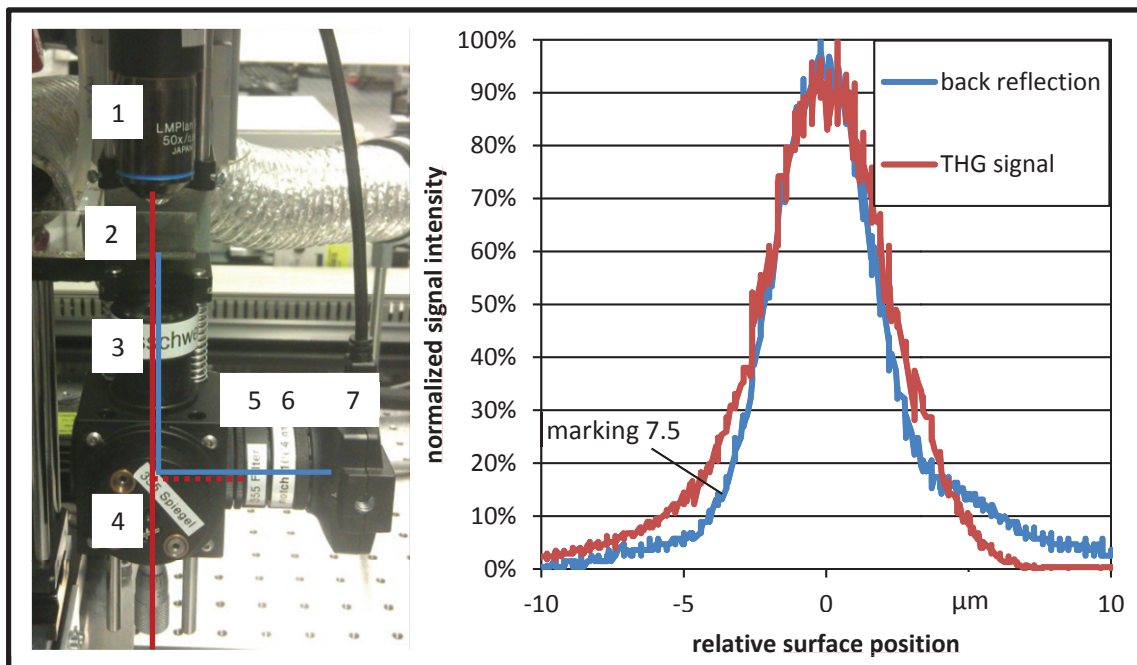 1
LMPlan
50x/0.
JAPAN
2
3
schwe
5 6 7
355 Filter
355 Spiegel
4
normalized signal intensity
100%
90%
80%
70%
60%
50%
40%
30%
20%
10%
0%
back reflection
THG signal
marking 7.5
-10 -5 0 µm 10
relative surface position